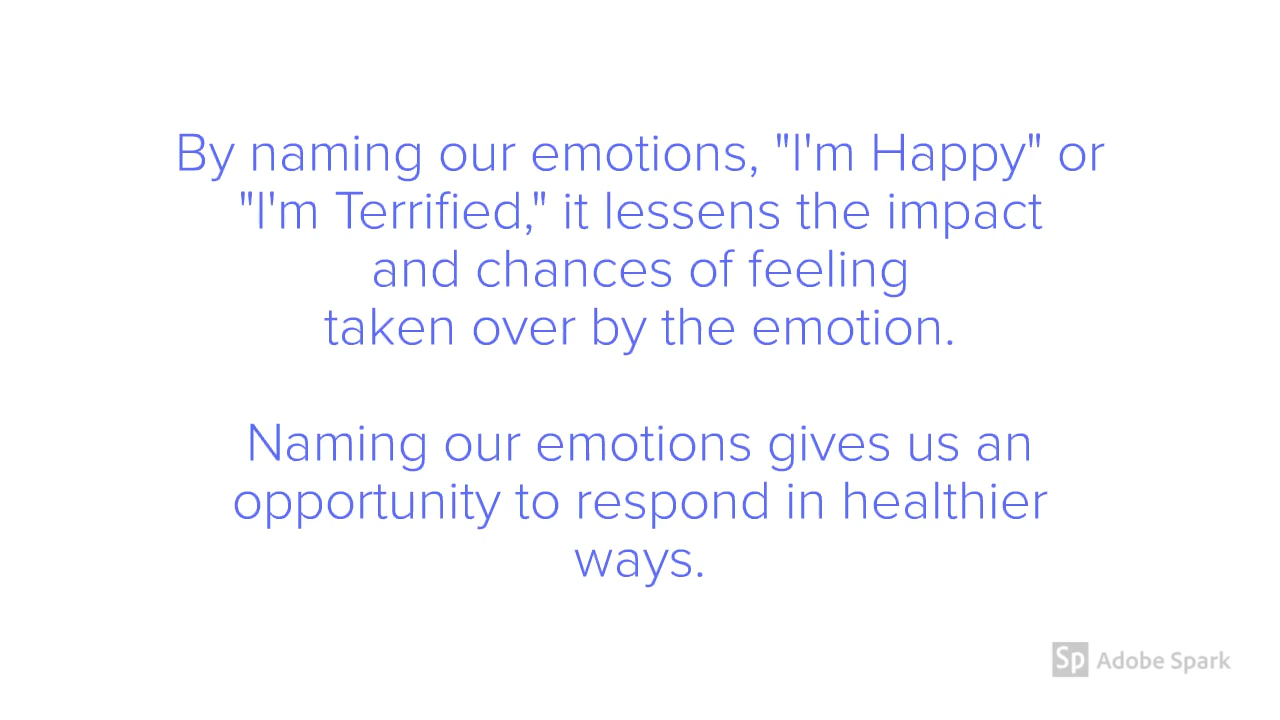 By naming our emotions, "I'm Happy" or
"I'm Terrified," it lessens the impact
and chances of feeling
taken over by the emotion.
Naming our emotions gives us an
opportunity to respond in healthier
ways.
Sp Adobe Spark